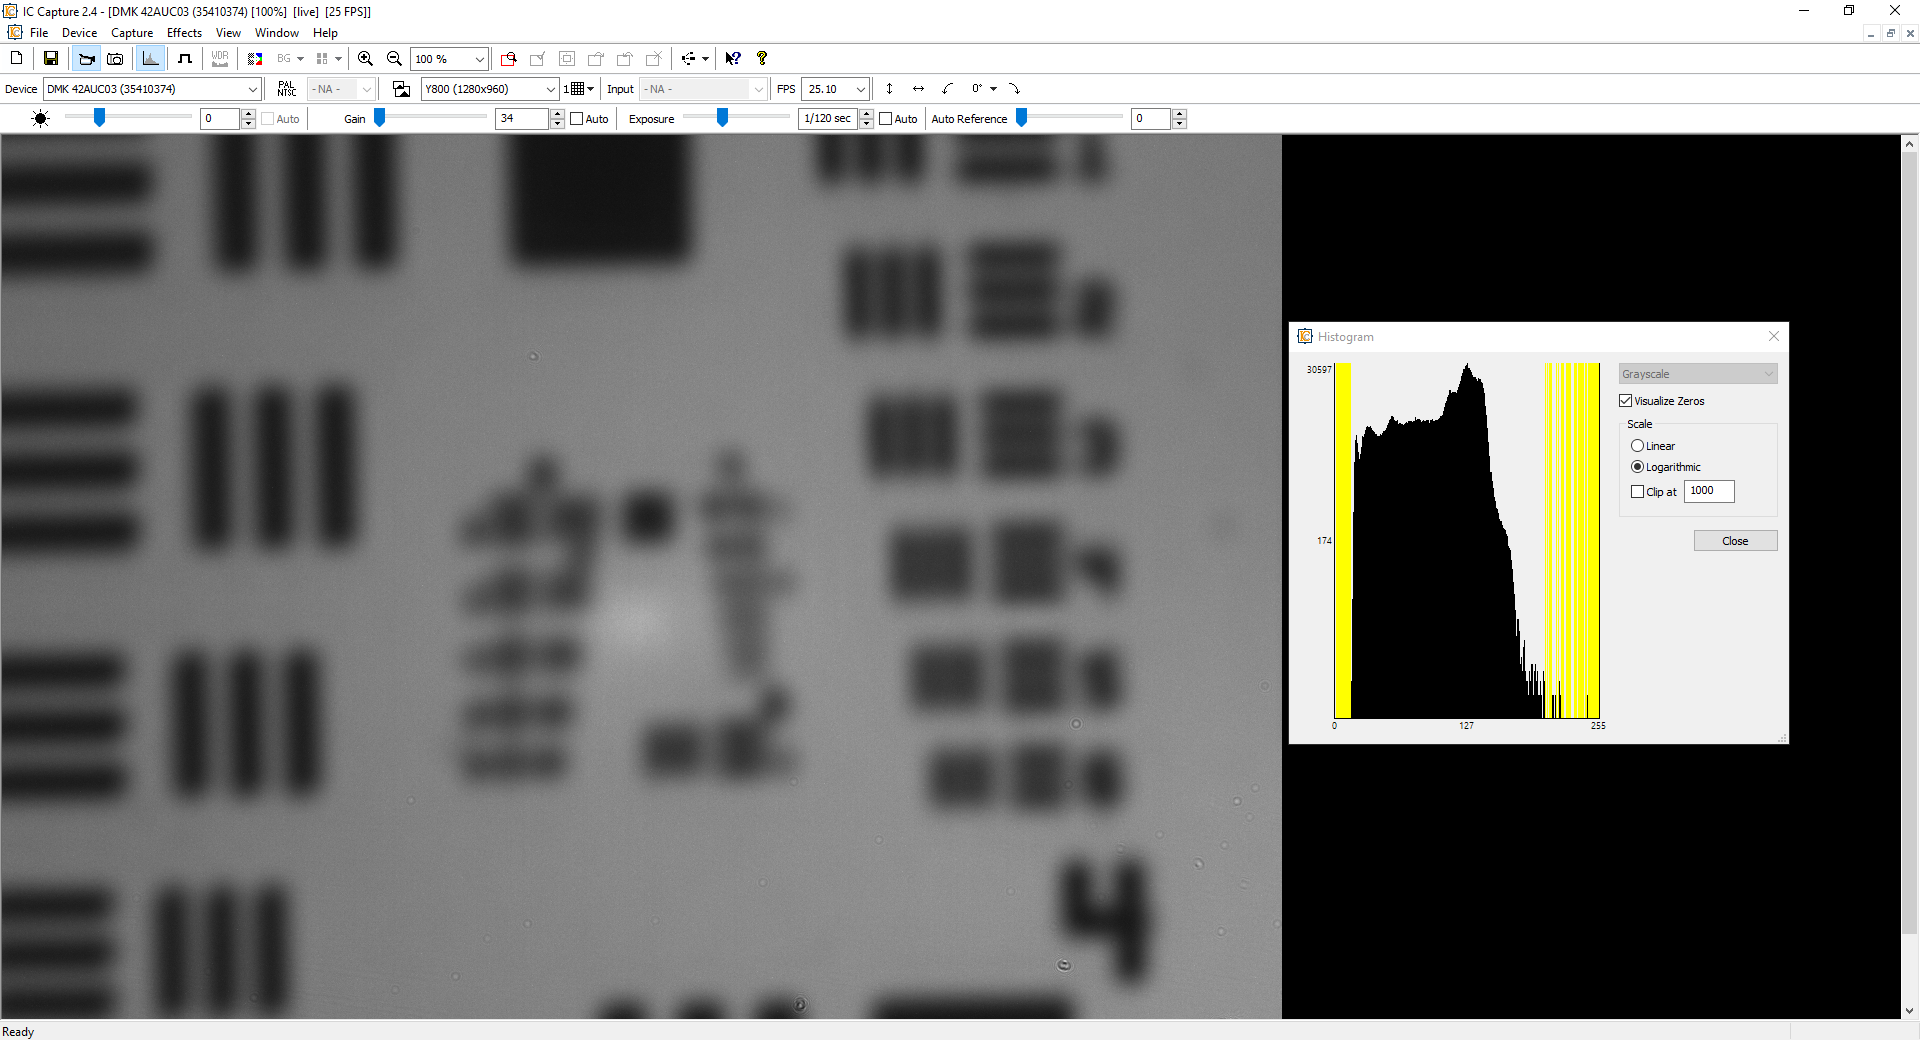 IC Capture 2.4 - [DMK 42AUC03 (35410374) [100%]  [live]  [25 FPS]]
File Device Capture Effects View Window Help
WDR BG 100 %
Device DMK 42AUC03 (35410374) PAL NTSC - NA - Y800 (1280x960) 1 Input - NA - FPS 25.10 0°
0 Auto Gain 34 Auto Exposure 1/120 sec Auto Auto Reference 0
Histogram
30597
174
0 127 255
Grayscale
Visualize Zeros
Scale
Linear
Logarithmic
Clip at 1000
Close
4
Ready